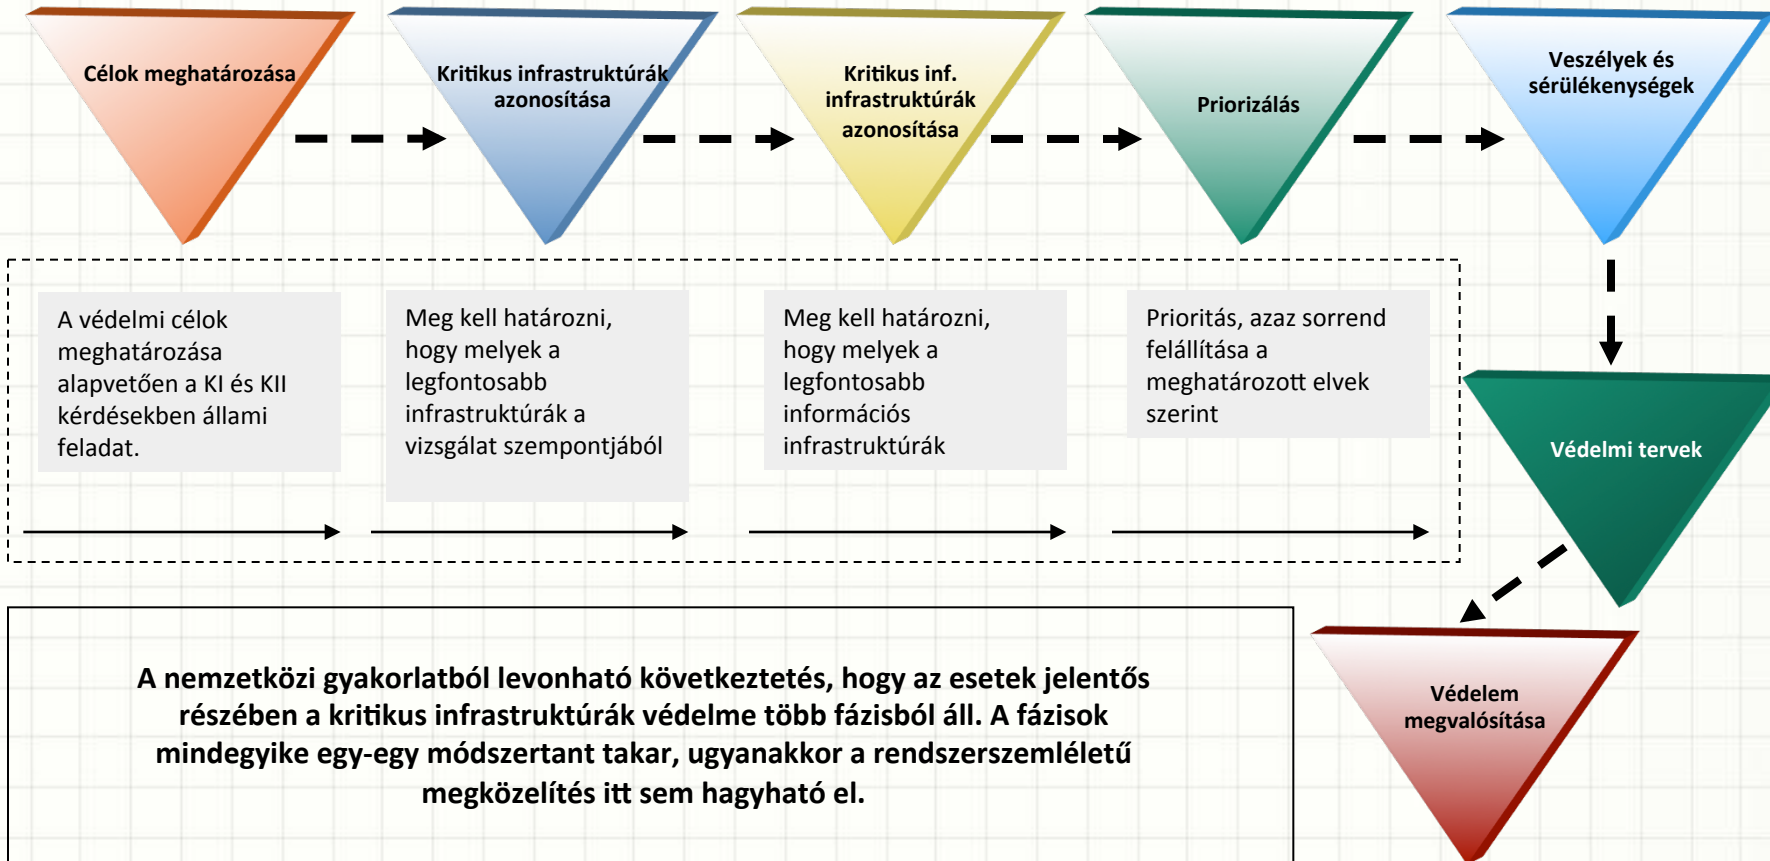 Célok meghatározása
Kritikus infrastruktúrák
azonosítása
Kritikus inf.
infrastruktúrák
azonosítása
Priorizálás
Veszélyek és
sérülékenységek
A védelmi célok
meghatározása
alapvetően a KI és KII
kérdésekben állami
feladat.
Meg kell határozni,
hogy melyek a
legfontosabb
infrastruktúrák a
vizsgálat szempontjából
Meg kell határozni,
hogy melyek a
legfontosabb
információs
infrastruktúrák
Prioritás, azaz sorrend
felállítása a
meghatározott elvek
szerint
Védelmi tervek
Védelem
megvalósítása
A nemzetközi gyakorlatból levonható következtetés, hogy az esetek jelentős
részében a kritikus infrastruktúrák védelme több fázisból áll. A fázisok
mindegyike egy-egy módszertant takar, ugyanakkor a rendszerszemléletű
megközelítés itt sem hagyható el.